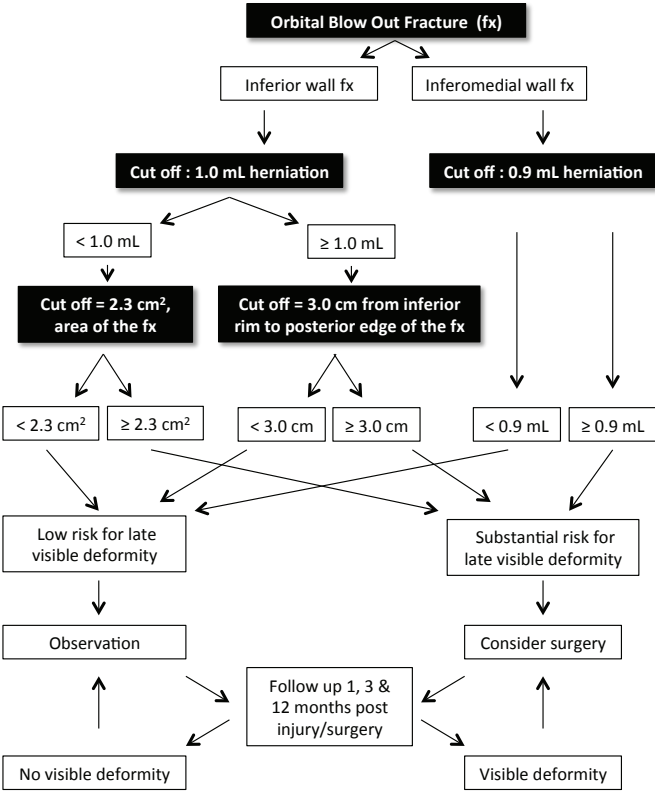 Orbital Blow Out Fracture (fx)
Inferior wall fx
Inferomedial wall fx
Cut off : 1.0 mL herniation
Cut off : 0.9 mL herniation
< 1.0 mL
≥ 1.0 mL
Cut off = 2.3 cm²,
area of the fx
Cut off = 3.0 cm from inferior
rim to posterior edge of the fx
< 2.3 cm²
≥ 2.3 cm²
< 3.0 cm
≥ 3.0 cm
< 0.9 mL
≥ 0.9 mL
Low risk for late
visible deformity
Substantial risk for
late visible deformity
Observation
Consider surgery
Follow up 1, 3 &
12 months post
injury/surgery
No visible deformity
Visible deformity